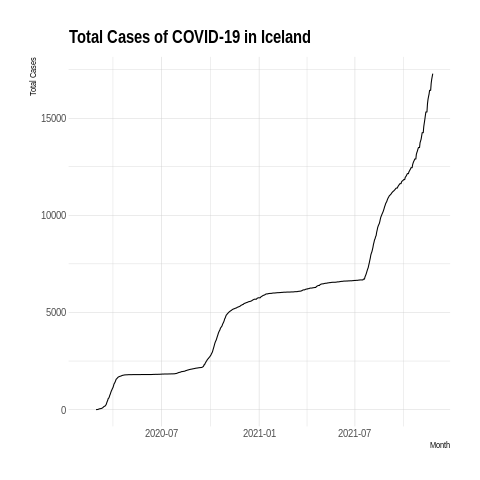 Total Cases of COVID-19 in Iceland
Total Cases
15000
10000
5000
0
2020-07
2021-01
2021-07
Month